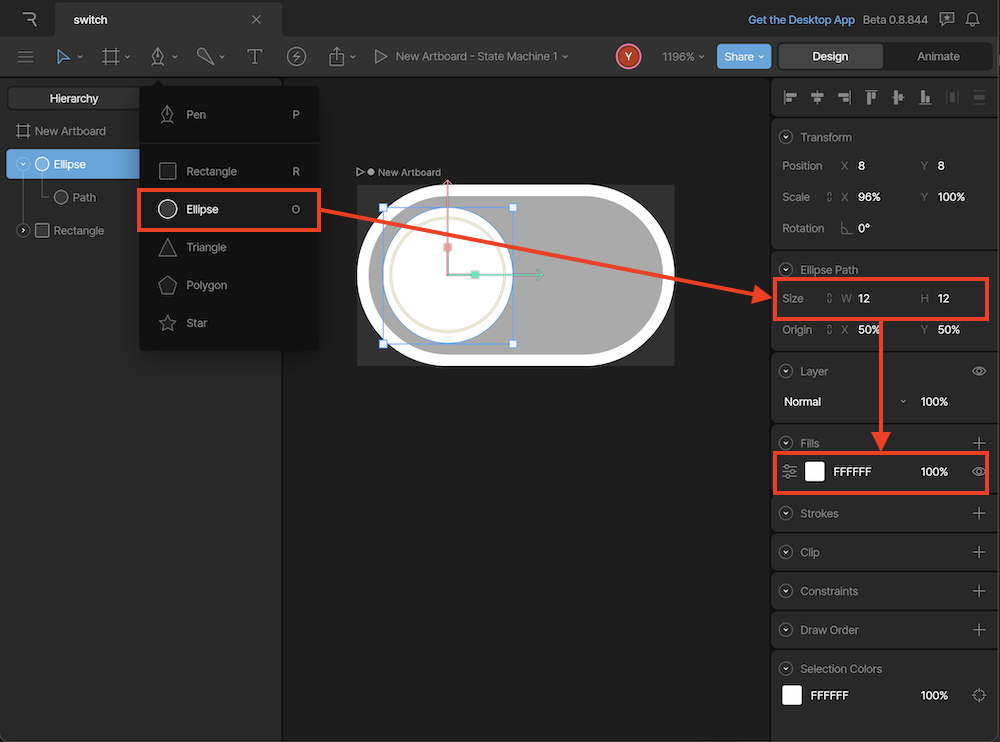 switch
Get the Desktop App Beta 0.8.844
T New Artboard - State Machine 1 Y 1196% Share Design Animate
Hierarchy
New Artboard
Ellipse
Path
Rectangle
Pen P
Rectangle R
Ellipse O
Triangle
Polygon
Star
New Artboard
Transform
Position X 8 Y 8
Scale X 96% Y 100%
Rotation 0°
Ellipse Path
Size W 12 H 12
Origin X 50% Y 50%
Layer
Normal 100%
Fills
FFFFFF 100%
Strokes
Clip
Constraints
Draw Order
Selection Colors
FFFFFF 100%